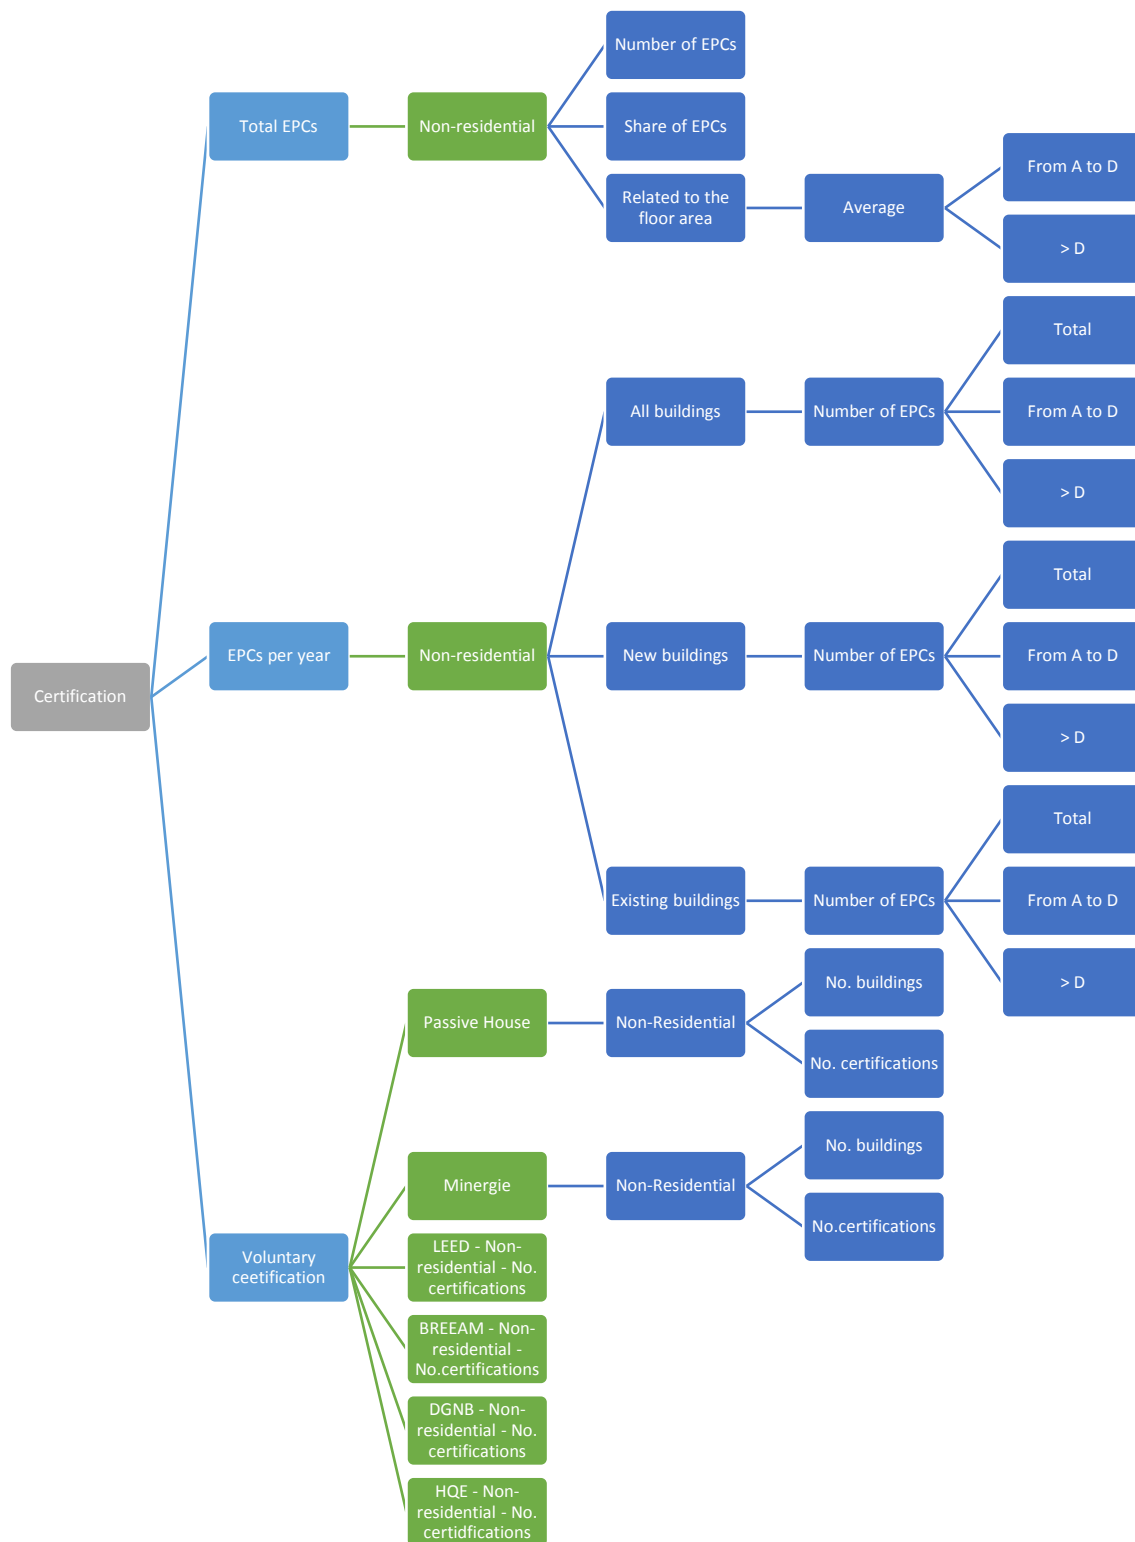 Number of EPCs
Total EPCs
Non-residential
Share of EPCs
From A to D
Related to the
floor area
Average
> D
Total
All buildings
Number of EPCs
From A to D
> D
Total
EPCs per year
Non-residential
New buildings
Number of EPCs
From A to D
Certification
> D
Total
Existing buildings
Number of EPCs
From A to D
No. buildings
> D
Passive House
Non-Residential
No. certifications
No. buildings
Minergie
Non-Residential
No.certifications
Voluntary
ceetification
LEED - Non-
residential - No.
certifications
BREEAM - Non-
residential -
No.certifications
DGNB - Non-
residential - No.
certifications
HQE - Non-
residential - No.
certidfications